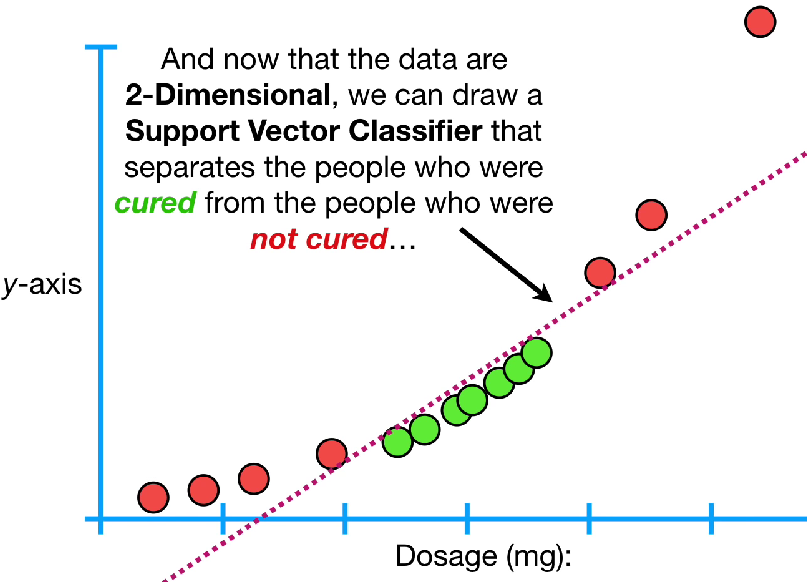 And now that the data are
2-Dimensional, we can draw a
Support Vector Classifier that
separates the people who were
cured from the people who were
not cured…
y-axis
Dosage (mg):